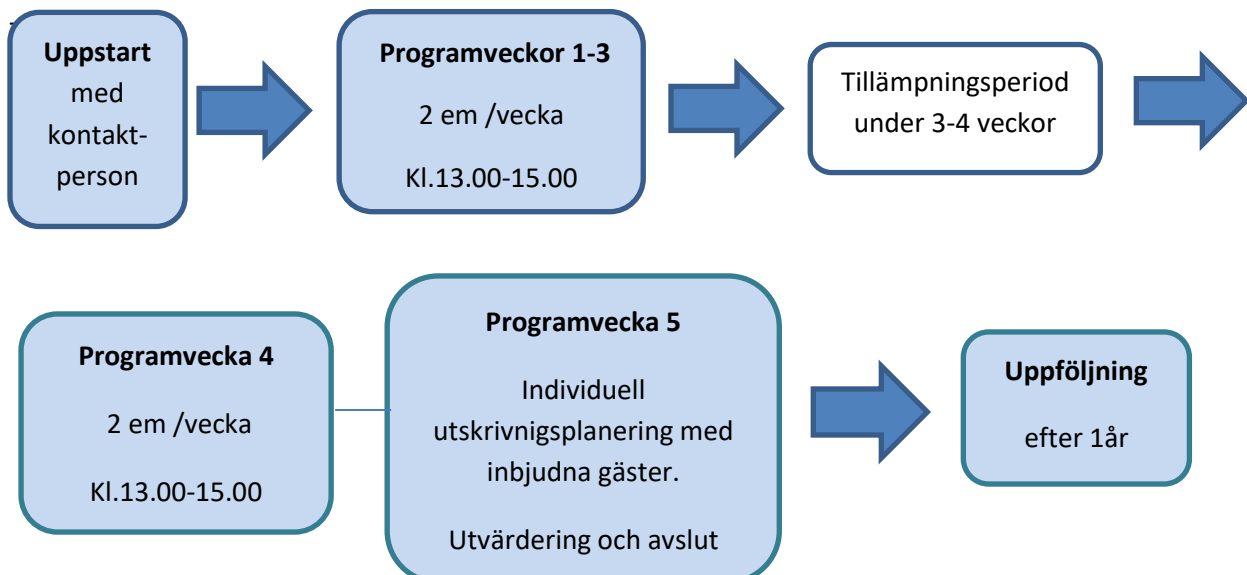 Uppstart
med
kontakt-
person
Programveckor 1-3
2 em /vecka
Kl.13.00-15.00
Tillämpningsperiod
under 3-4 veckor
Programvecka 4
2 em /vecka
Kl.13.00-15.00
Programvecka 5
Individuell
utskrivnigsplanering med
inbjudna gäster.
Utvärdering och avslut
Uppföljning
efter 1år